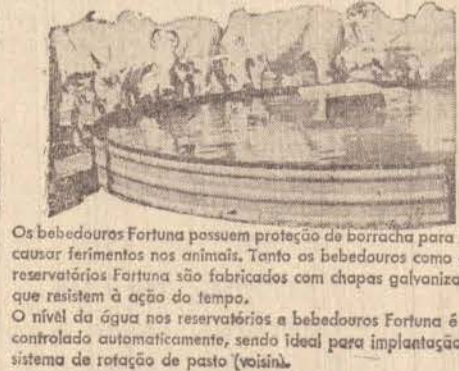 Os bebedouros Fortuna possuem proteção de borracha para
causar ferimentos nos animais. Tanto os bebedouros como
reservatórios Fortuna são fabricados com chapas galvaniza
que resistem à ação do tempo.
O nível da água nos reservatórios e bebedouros Fortuna é
controlado automaticamente, sendo ideal para implantação
sistema de rotação de pasto (voisin).